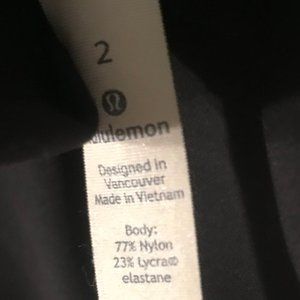 2
lululemon
Designed in
Vancouver
Made in Vietnam
Body:
77% Nylon
23% Lycra®
elastane